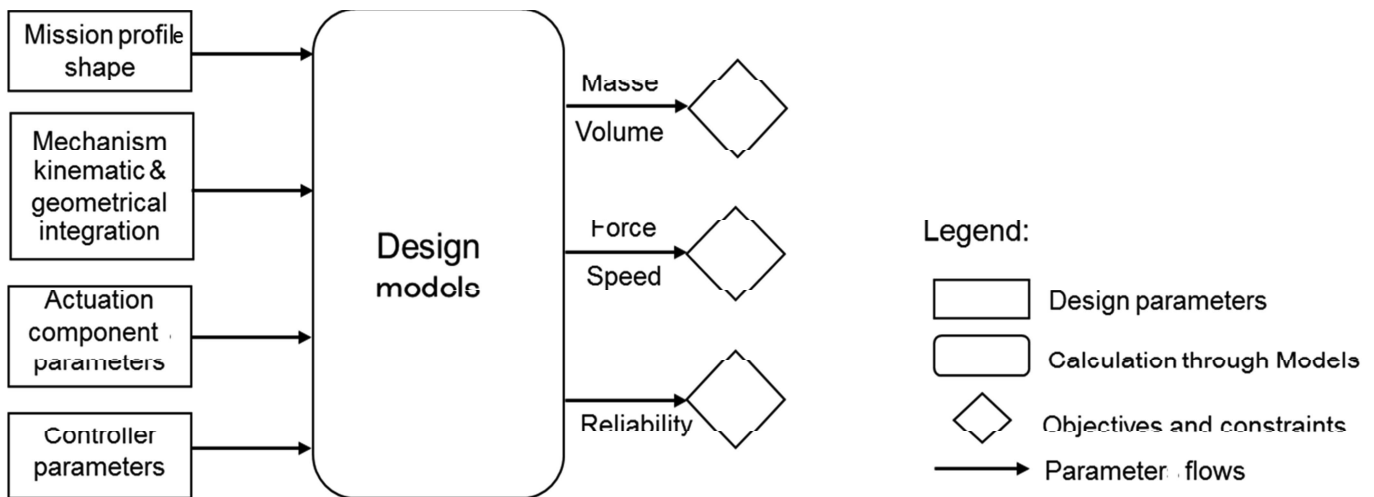 Mission profile
shape
Mechanism
kinematic &
geometrical
integration
Actuation
component
parameters
Controller
parameters
Design
models
Masse
Volume
Force
Speed
Reliability
Legend:
Design parameters
Calculation through Models
Objectives and constraints
Parameter flows